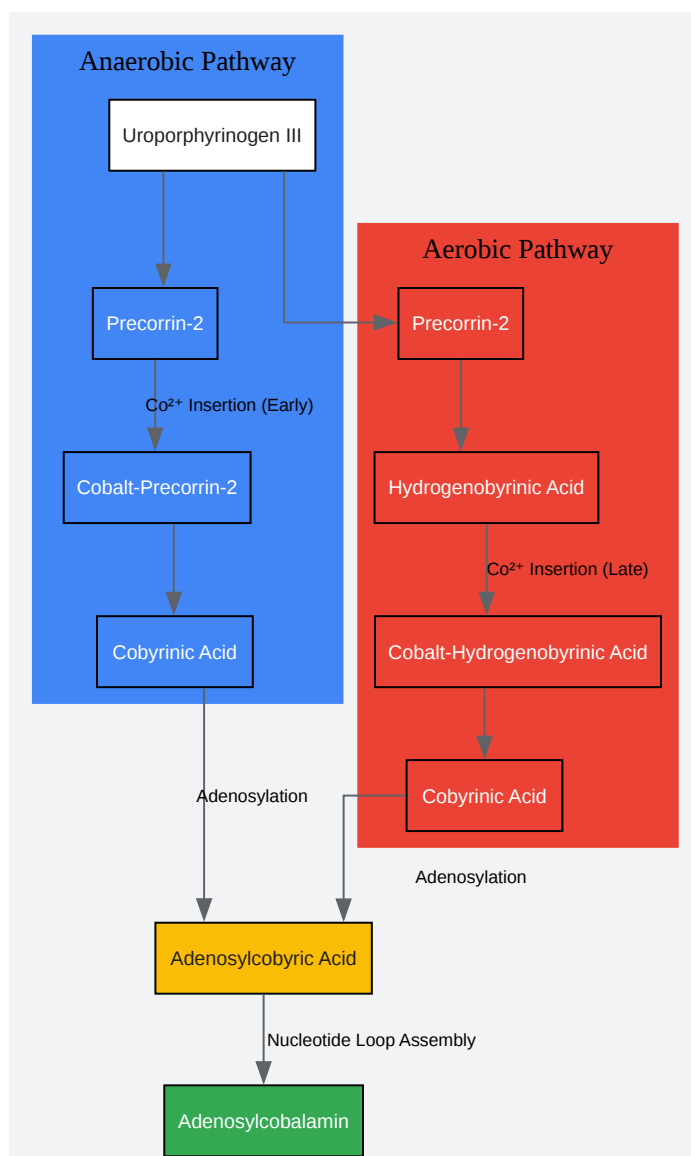 Anaerobic Pathway
Uroporphyrinogen III
Aerobic Pathway
Precorrin-2
Precorrin-2
Co²⁺ Insertion (Early)
Cobalt-Precorrin-2
Hydrogenobyrinic Acid
Co²⁺ Insertion (Late)
Cobyrinic Acid
Cobalt-Hydrogenobyrinic Acid
Adenosylation
Cobyrinic Acid
Adenosylation
Adenosylcobyric Acid
Nucleotide Loop Assembly
Adenosylcobalamin